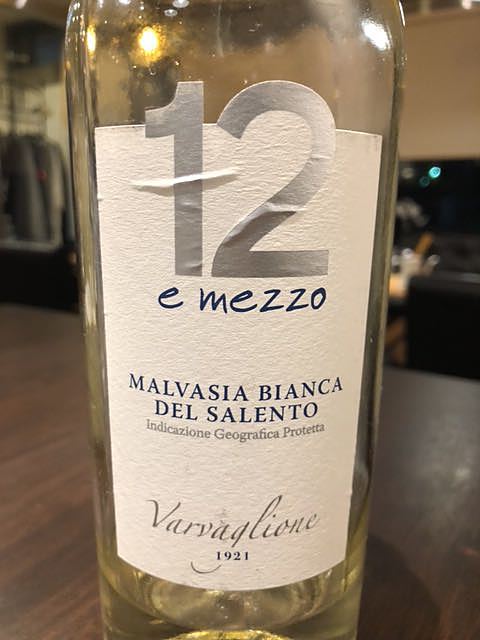 12
e mezzo
MALVASIA BIANCA
DEL SALENTO
Indicazione Geografica Protetta
Varvaglione
1921